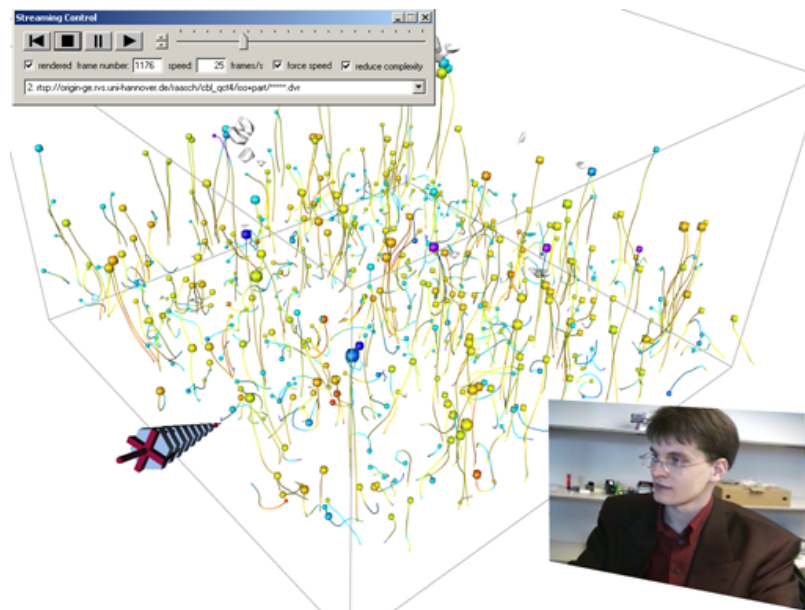 Streaming Control
rendered frame number: 1176 speed: 25 frames/s force speed reduce complexity
2. rtsp://origin-ge.rvs.uni-hannover.de/raasch/cbl_qct4/iso+part/*****.dvr